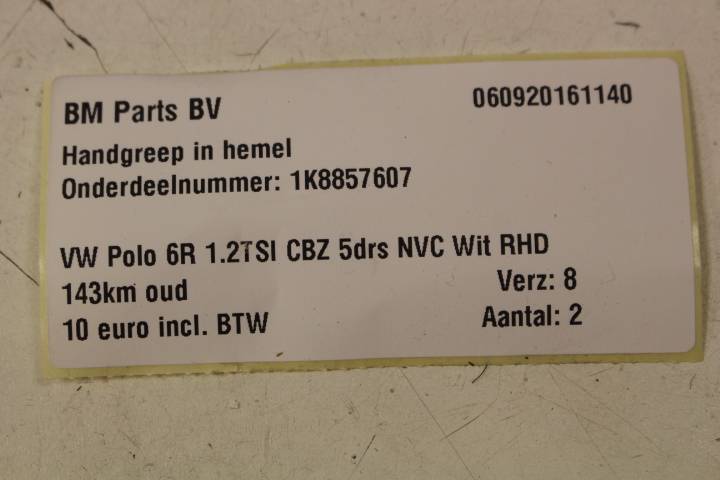 BM Parts BV 060920161140
Handgreep in hemel
Onderdeelnummer: 1K8857607
VW Polo 6R 1.2TSI CBZ 5drs NVC Wit RHD
143km oud Verz: 8
10 euro incl. BTW Aantal: 2